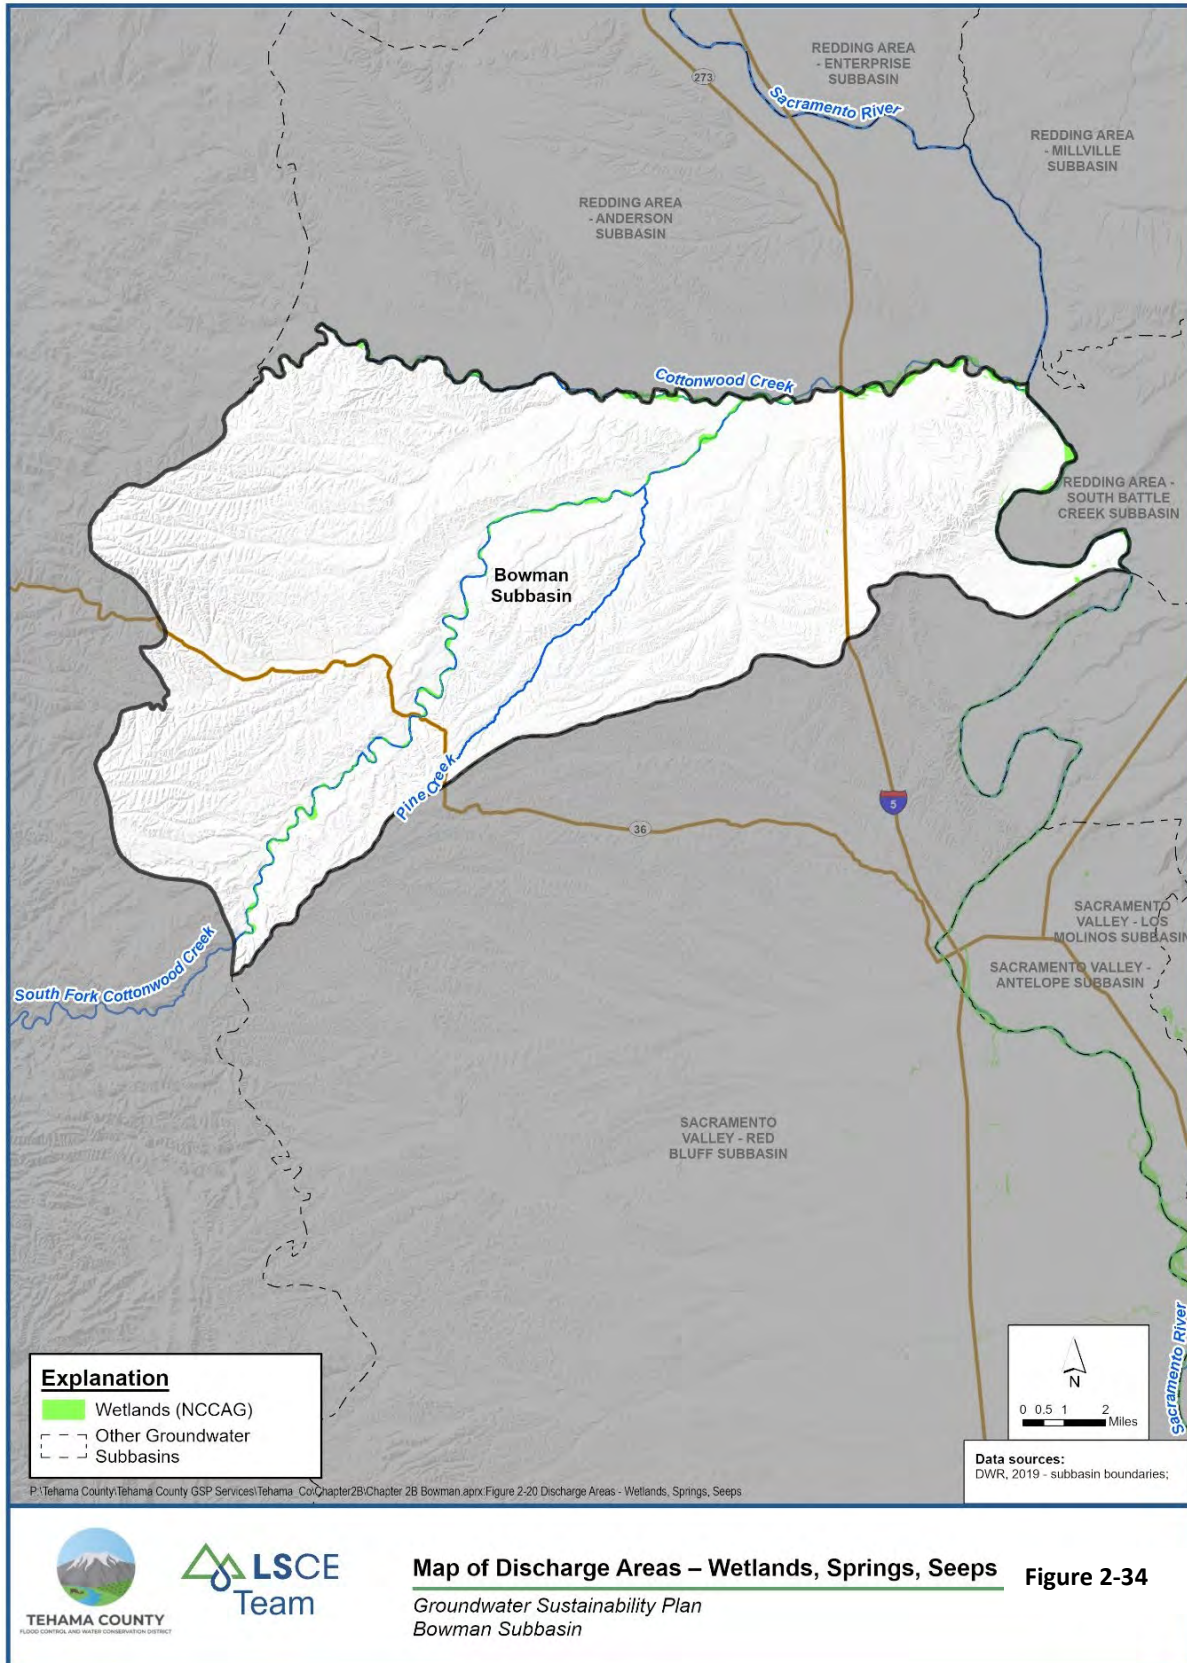 REDDING AREA
- ENTERPRISE
SUBBASIN
273
Sacramento River
REDDING AREA
- MILLVILLE
SUBBASIN
REDDING AREA
- ANDERSON
SUBBASIN
Cottonwood Creek
REDDING AREA -
SOUTH BATTLE
CREEK SUBBASIN
Bowman
Subbasin
Pine Creek
5
36
SACRAMENTO
VALLEY - LOS
MOLINOS SUBBASIN
South Fork Cottonwood Creek
SACRAMENTO VALLEY -
ANTELOPE SUBBASIN
SACRAMENTO
VALLEY - RED
BLUFF SUBBASIN
Sacramento River
Explanation
Wetlands (NCCAG)
Other Groundwater
Subbasins
N
0 0.5 1 2
Miles
Data sources:
DWR, 2019 - subbasin boundaries;
P:\Tehama County\Tehama County GSP Services\Tehama_Co\Chapter2B\Chapter 2B Bowman.aprx:Figure 2-20 Discharge Areas - Wetlands, Springs, Seeps
TEHAMA COUNTY
FLOOD CONTROL AND WATER CONSERVATION DISTRICT
LSCE
Team
Map of Discharge Areas – Wetlands, Springs, Seeps
Figure 2-34
Groundwater Sustainability Plan
Bowman Subbasin